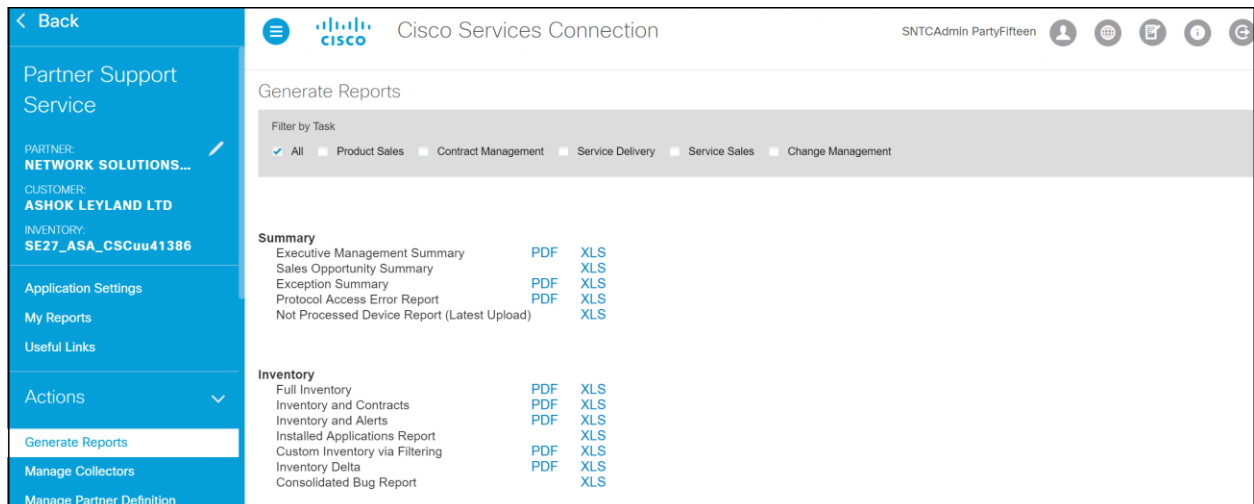 Back
Partner Support
Service
PARTNER:
NETWORK SOLUTIONS...
CUSTOMER:
ASHOK LEYLAND LTD
INVENTORY:
SE27_ASA_CSCuu41386
Application Settings
My Reports
Useful Links
Actions
Generate Reports
Manage Collectors
Manage Partner Definition
CISCO Cisco Services Connection SNTCAdmin PartyFifteen
Generate Reports
Filter by Task
All Product Sales Contract Management Service Delivery Service Sales Change Management
Summary
Executive Management Summary PDF XLS
Sales Opportunity Summary XLS
Exception Summary PDF XLS
Protocol Access Error Report PDF XLS
Not Processed Device Report (Latest Upload) XLS
Inventory
Full Inventory PDF XLS
Inventory and Contracts PDF XLS
Inventory and Alerts PDF XLS
Installed Applications Report XLS
Custom Inventory via Filtering PDF XLS
Inventory Delta PDF XLS
Consolidated Bug Report XLS